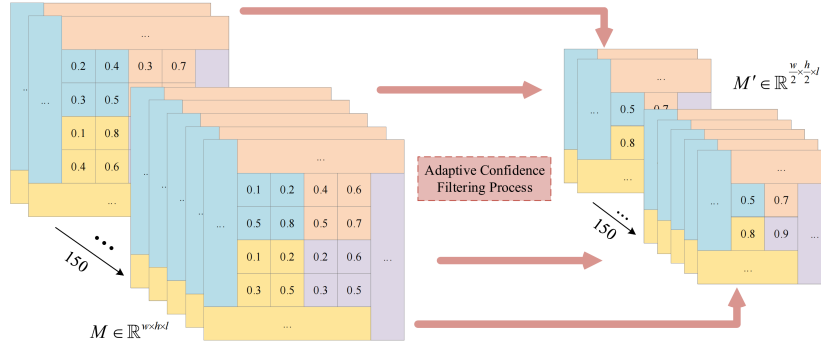 ...
0.2 0.4 0.3 0.7
... 0.3 0.5
0.1 0.8
0.4 0.6
...
...
... 0.1 0.2 0.4 0.6
0.5 0.8 0.5 0.7
0.1 0.2 0.2 0.6 ...
0.3 0.5 0.3 0.5
...
...
150
M ∈ ℝ^{w×h×l}
Adaptive Confidence
Filtering Process
M′ ∈ ℝ^{w/2×h/2×l}
...
... 0.5
0.8
...
...
... 0.5 0.7
0.8 0.9 ...
...
...
150